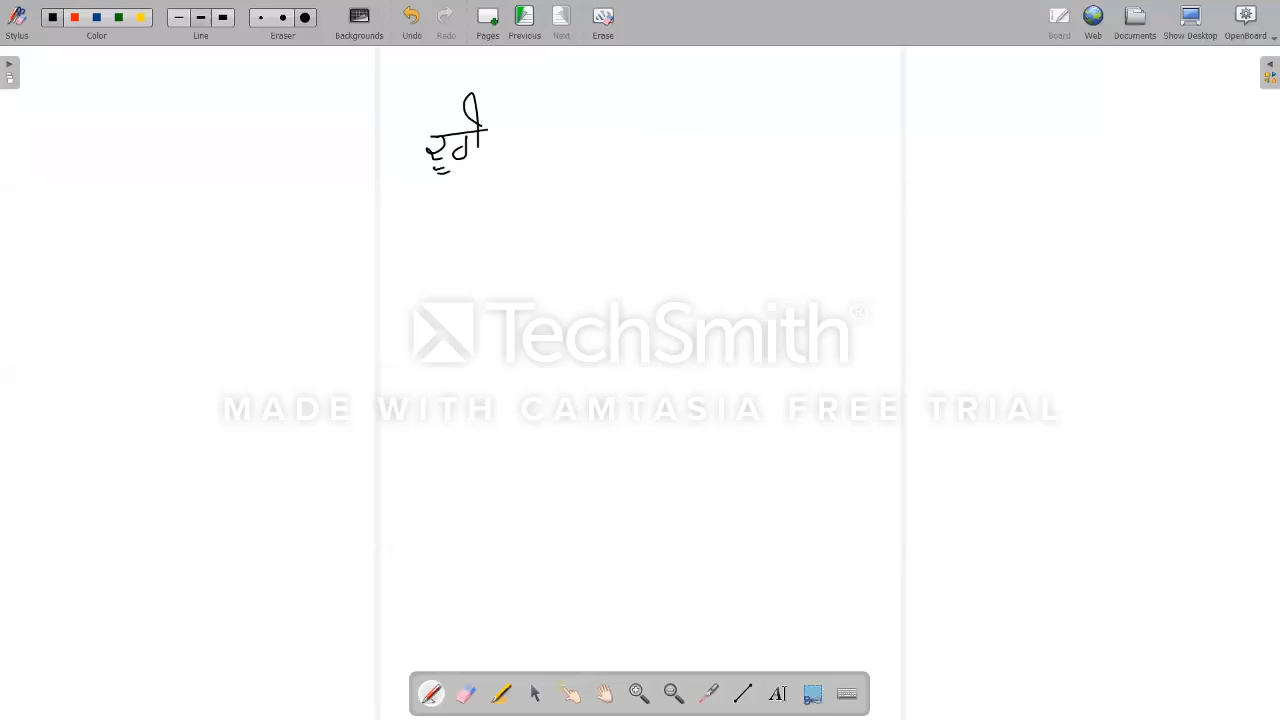 Stylus Color Line Eraser Backgrounds Undo Redo Pages Previous Next Erase Board Web Documents Show Desktop OpenBoard
TechSmith®
MADE WITH CAMTASIA FREE TRIAL